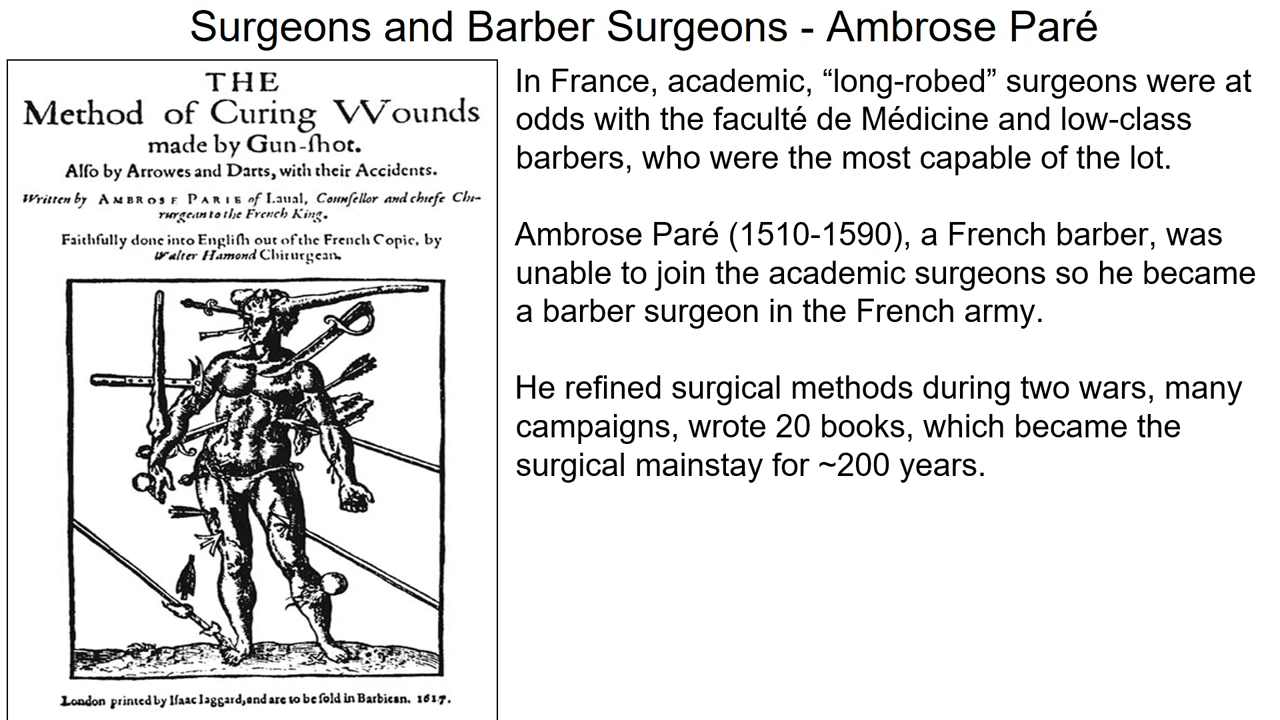 Surgeons and Barber Surgeons - Ambrose Paré
THE
Method of Curing VVounds
made by Gun-ſhot.
Alſo by Arrowes and Darts, with their Accidents.
Written by AMBROSE PARIE of Laual, Counſellor and chiefe Chi-
rurgean to the French King.
Faithfully done into Engliſh out of the French Copie, by
Walter Hamond Chirurgean.
London printed by Iſaac Iaggard, and are to be ſold in Barbican. 1617.
In France, academic, “long-robed” surgeons were at
odds with the faculté de Médicine and low-class
barbers, who were the most capable of the lot.
Ambrose Paré (1510-1590), a French barber, was
unable to join the academic surgeons so he became
a barber surgeon in the French army.
He refined surgical methods during two wars, many
campaigns, wrote 20 books, which became the
surgical mainstay for ~200 years.